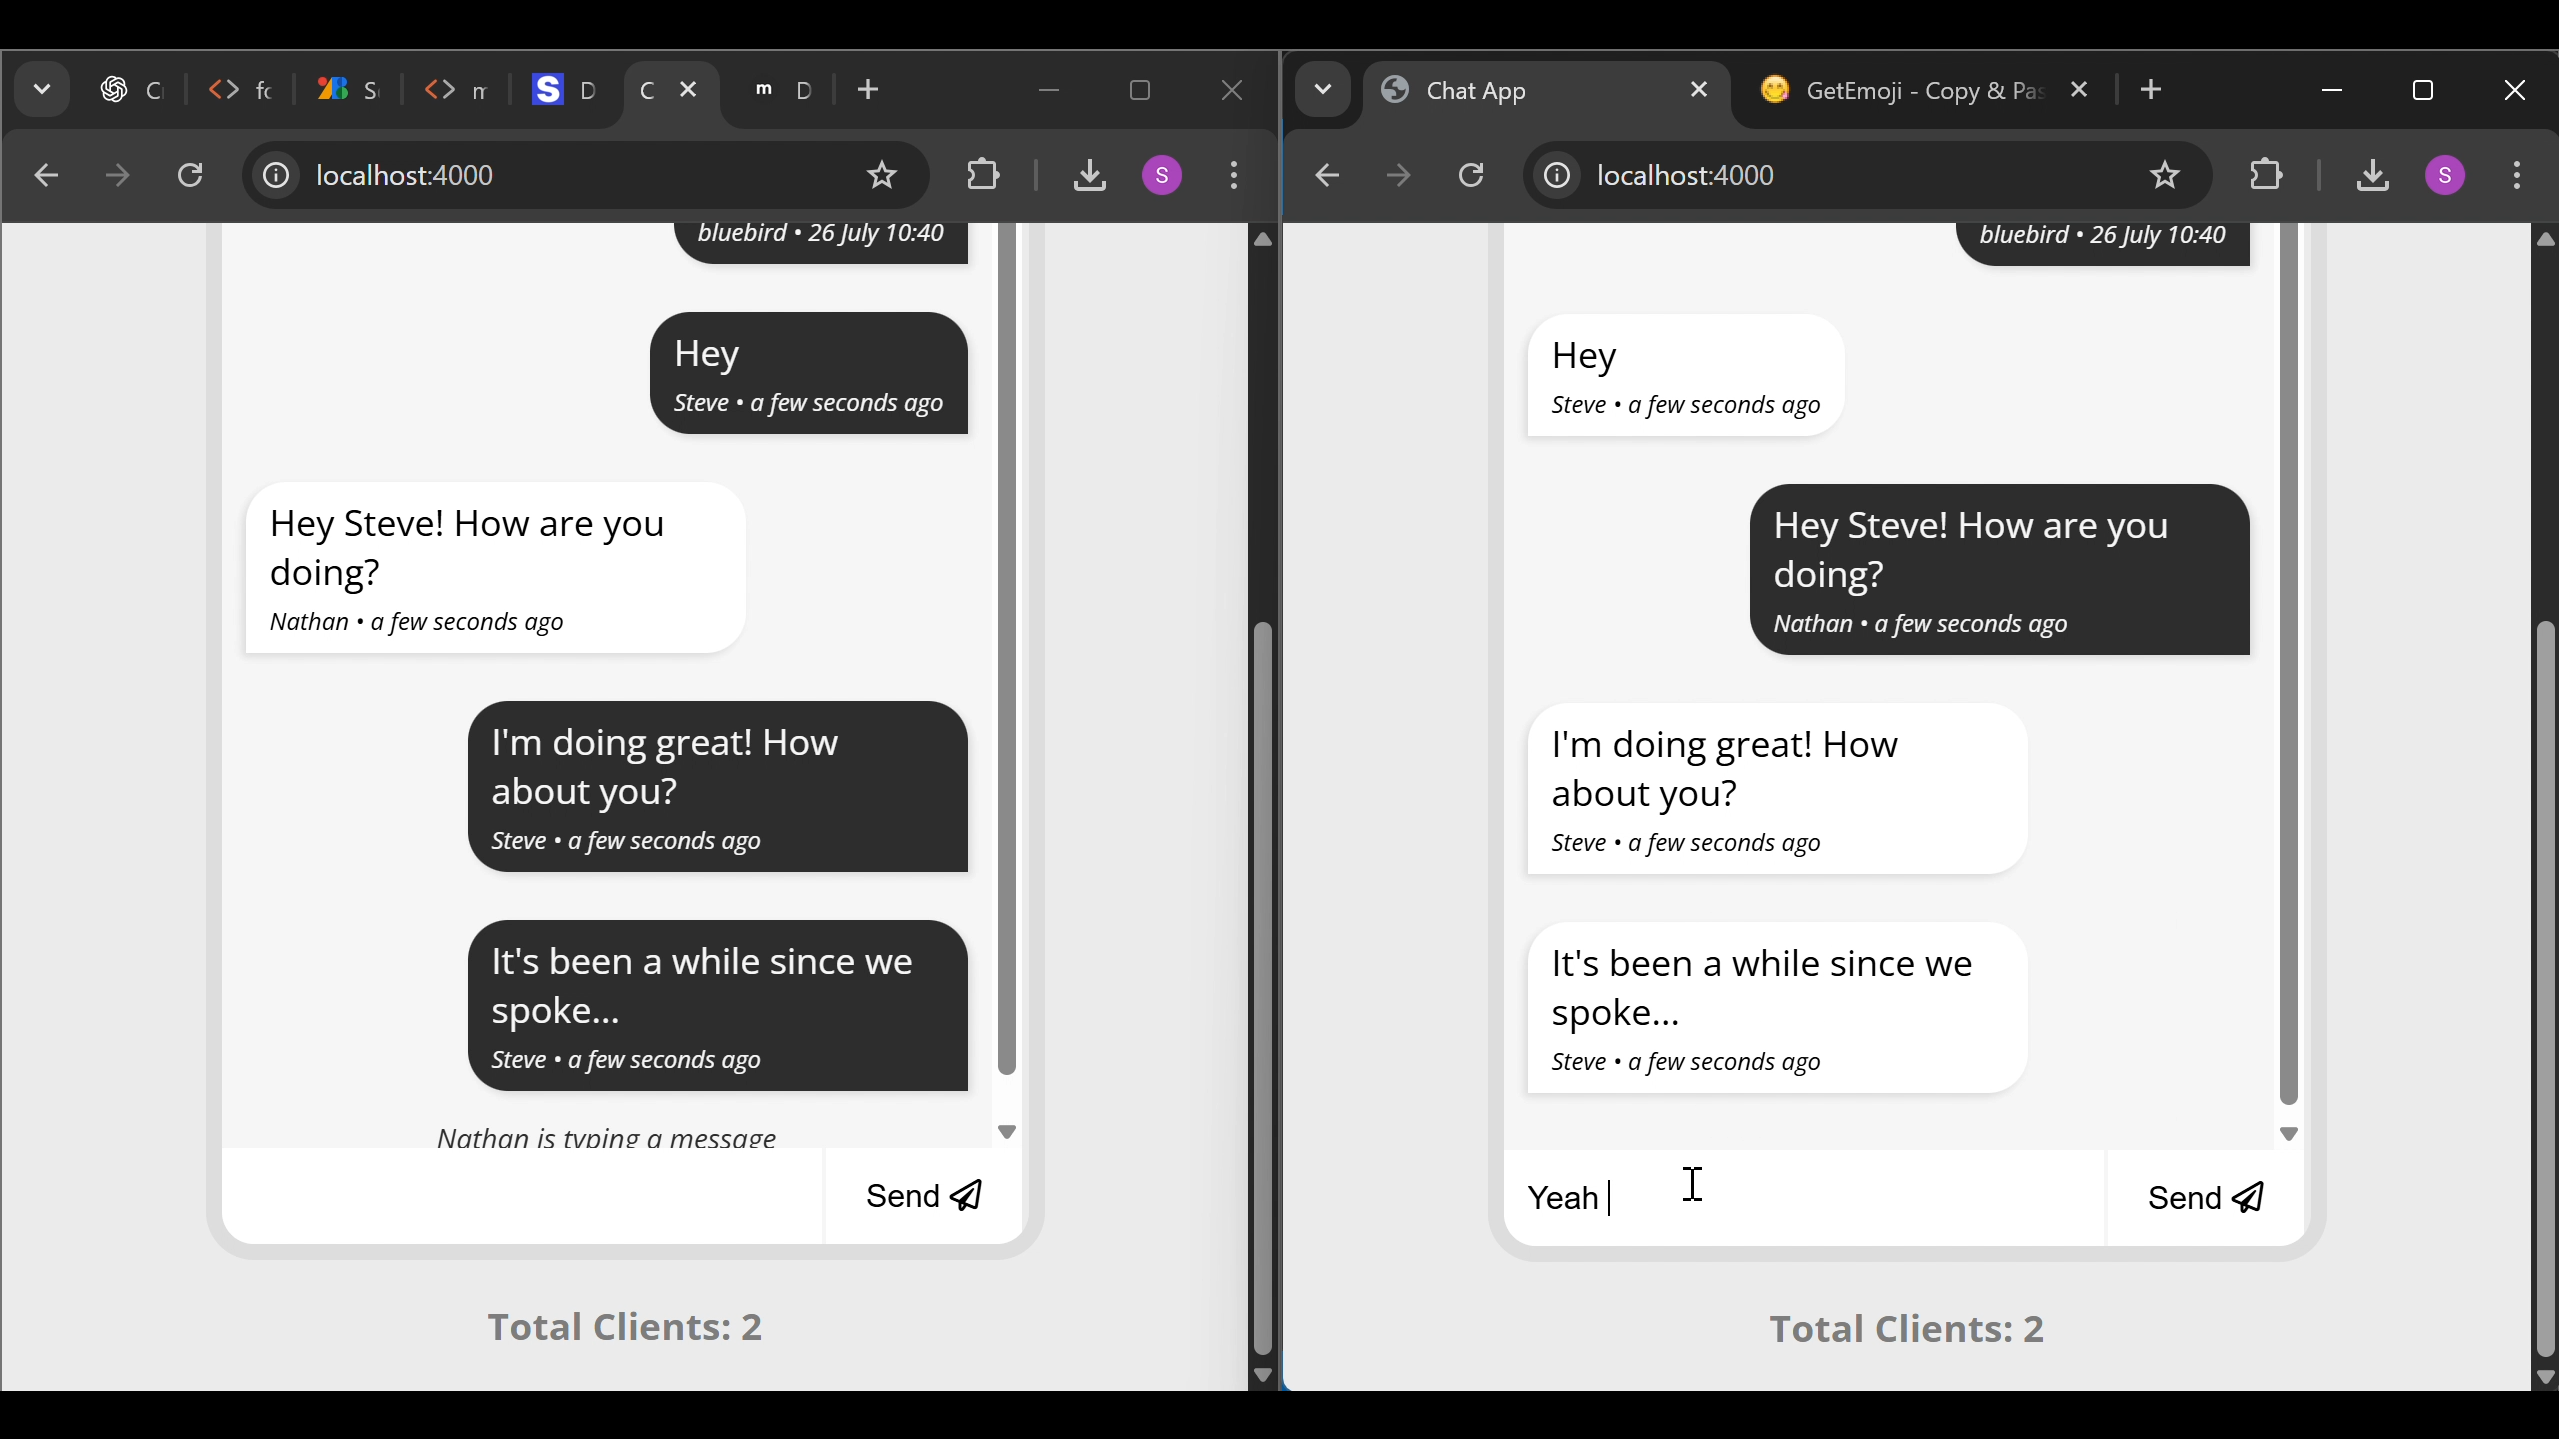 C
fc
S
m
D
C
m D
localhost:4000
S
bluebird • 26 July 10:40
Hey
Steve • a few seconds ago
Hey Steve! How are you
doing?
Nathan • a few seconds ago
I'm doing great! How
about you?
Steve • a few seconds ago
It's been a while since we
spoke...
Steve • a few seconds ago
Nathan is typing a message
Send
Total Clients: 2
Chat App
GetEmoji - Copy & Pas
localhost:4000
S
bluebird • 26 July 10:40
Hey
Steve • a few seconds ago
Hey Steve! How are you
doing?
Nathan • a few seconds ago
I'm doing great! How
about you?
Steve • a few seconds ago
It's been a while since we
spoke...
Steve • a few seconds ago
Yeah
Send
Total Clients: 2